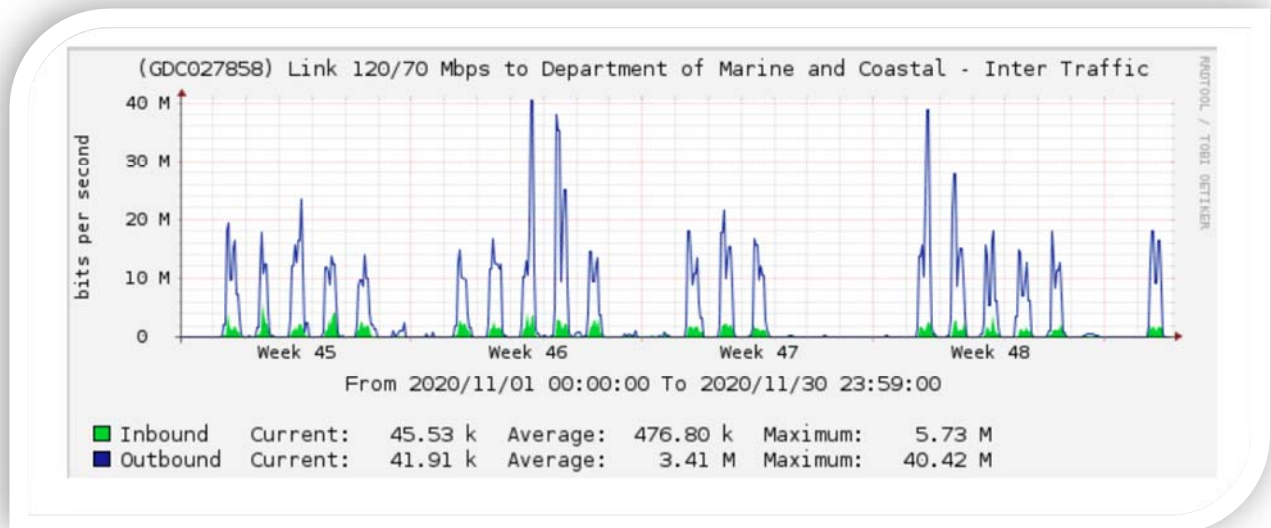 (GDC027858) Link 120/70 Mbps to Department of Marine and Coastal - Inter Traffic
RRDTOOL / TOBI OETIKER
bits per second
40 M
30 M
20 M
10 M
0
Week 45 Week 46 Week 47 Week 48
From 2020/11/01 00:00:00 To 2020/11/30 23:59:00
Inbound Current: 45.53 k Average: 476.80 k Maximum: 5.73 M
Outbound Current: 41.91 k Average: 3.41 M Maximum: 40.42 M